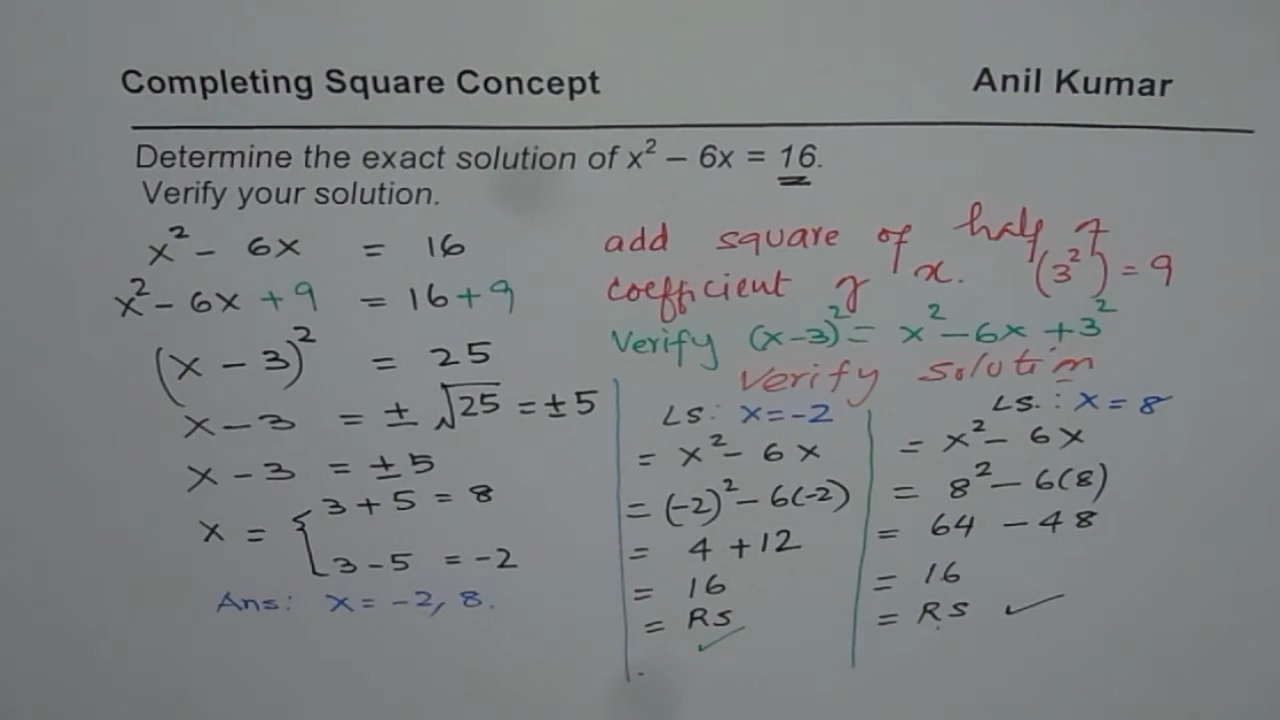 Completing Square Concept Anil Kumar
Determine the exact solution of x² – 6x = 16.
Verify your solution.
x² - 6x = 16
x² - 6x + 9 = 16 + 9
(x - 3)² = 25
x - 3 = ± √25 = ± 5
x - 3 = ± 5
x = { 3 + 5 = 8
3 - 5 = -2
Ans: x = -2, 8.
add square of half of
coefficient of x. (3²) = 9
Verify (x-3)² = x² - 6x + 3²
Verify solution
LS: x = -2
= x² - 6x
= (-2)² - 6(-2)
= 4 + 12
= 16
= RS ✓
LS. : x = 8
= x² - 6x
= 8² - 6(8)
= 64 - 48
= 16
= RS ✓